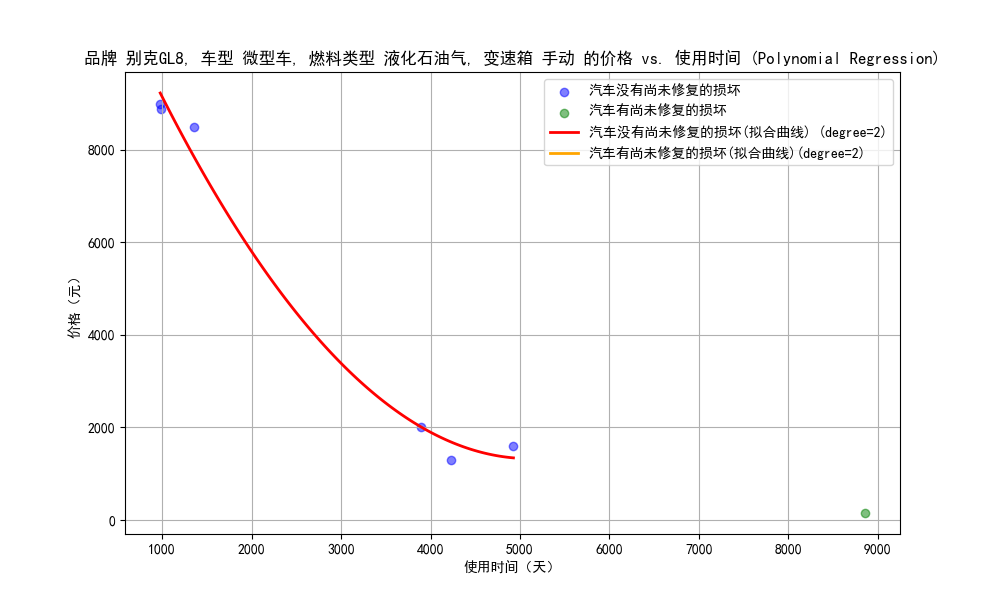 品牌 别克GL8, 车型 微型车, 燃料类型 液化石油气, 变速箱 手动 的价格 vs. 使用时间 (Polynomial Regression)
汽车没有尚未修复的损坏
汽车有尚未修复的损坏
汽车没有尚未修复的损坏(拟合曲线) (degree=2)
汽车有尚未修复的损坏(拟合曲线)(degree=2)
价格（元）
8000
6000
4000
2000
0
1000 2000 3000 4000 5000 6000 7000 8000 9000
使用时间（天）